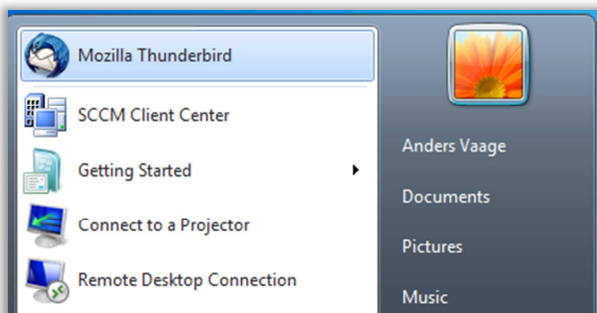 Mozilla Thunderbird
SCCM Client Center
Getting Started
Connect to a Projector
Remote Desktop Connection
Anders Vaage
Documents
Pictures
Music